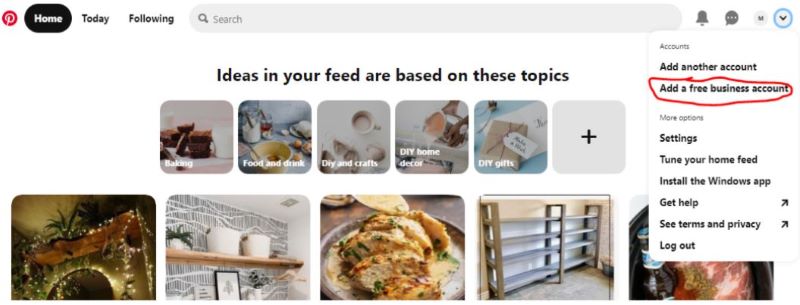 Home Today Following Search M
Accounts
Add another account
Add a free business account
More options
Settings
Tune your home feed
Install the Windows app
Get help
See terms and privacy
Log out
Ideas in your feed are based on these topics
Baking
Food and drink
Diy and crafts
DIY home
decor
DIY gifts
+